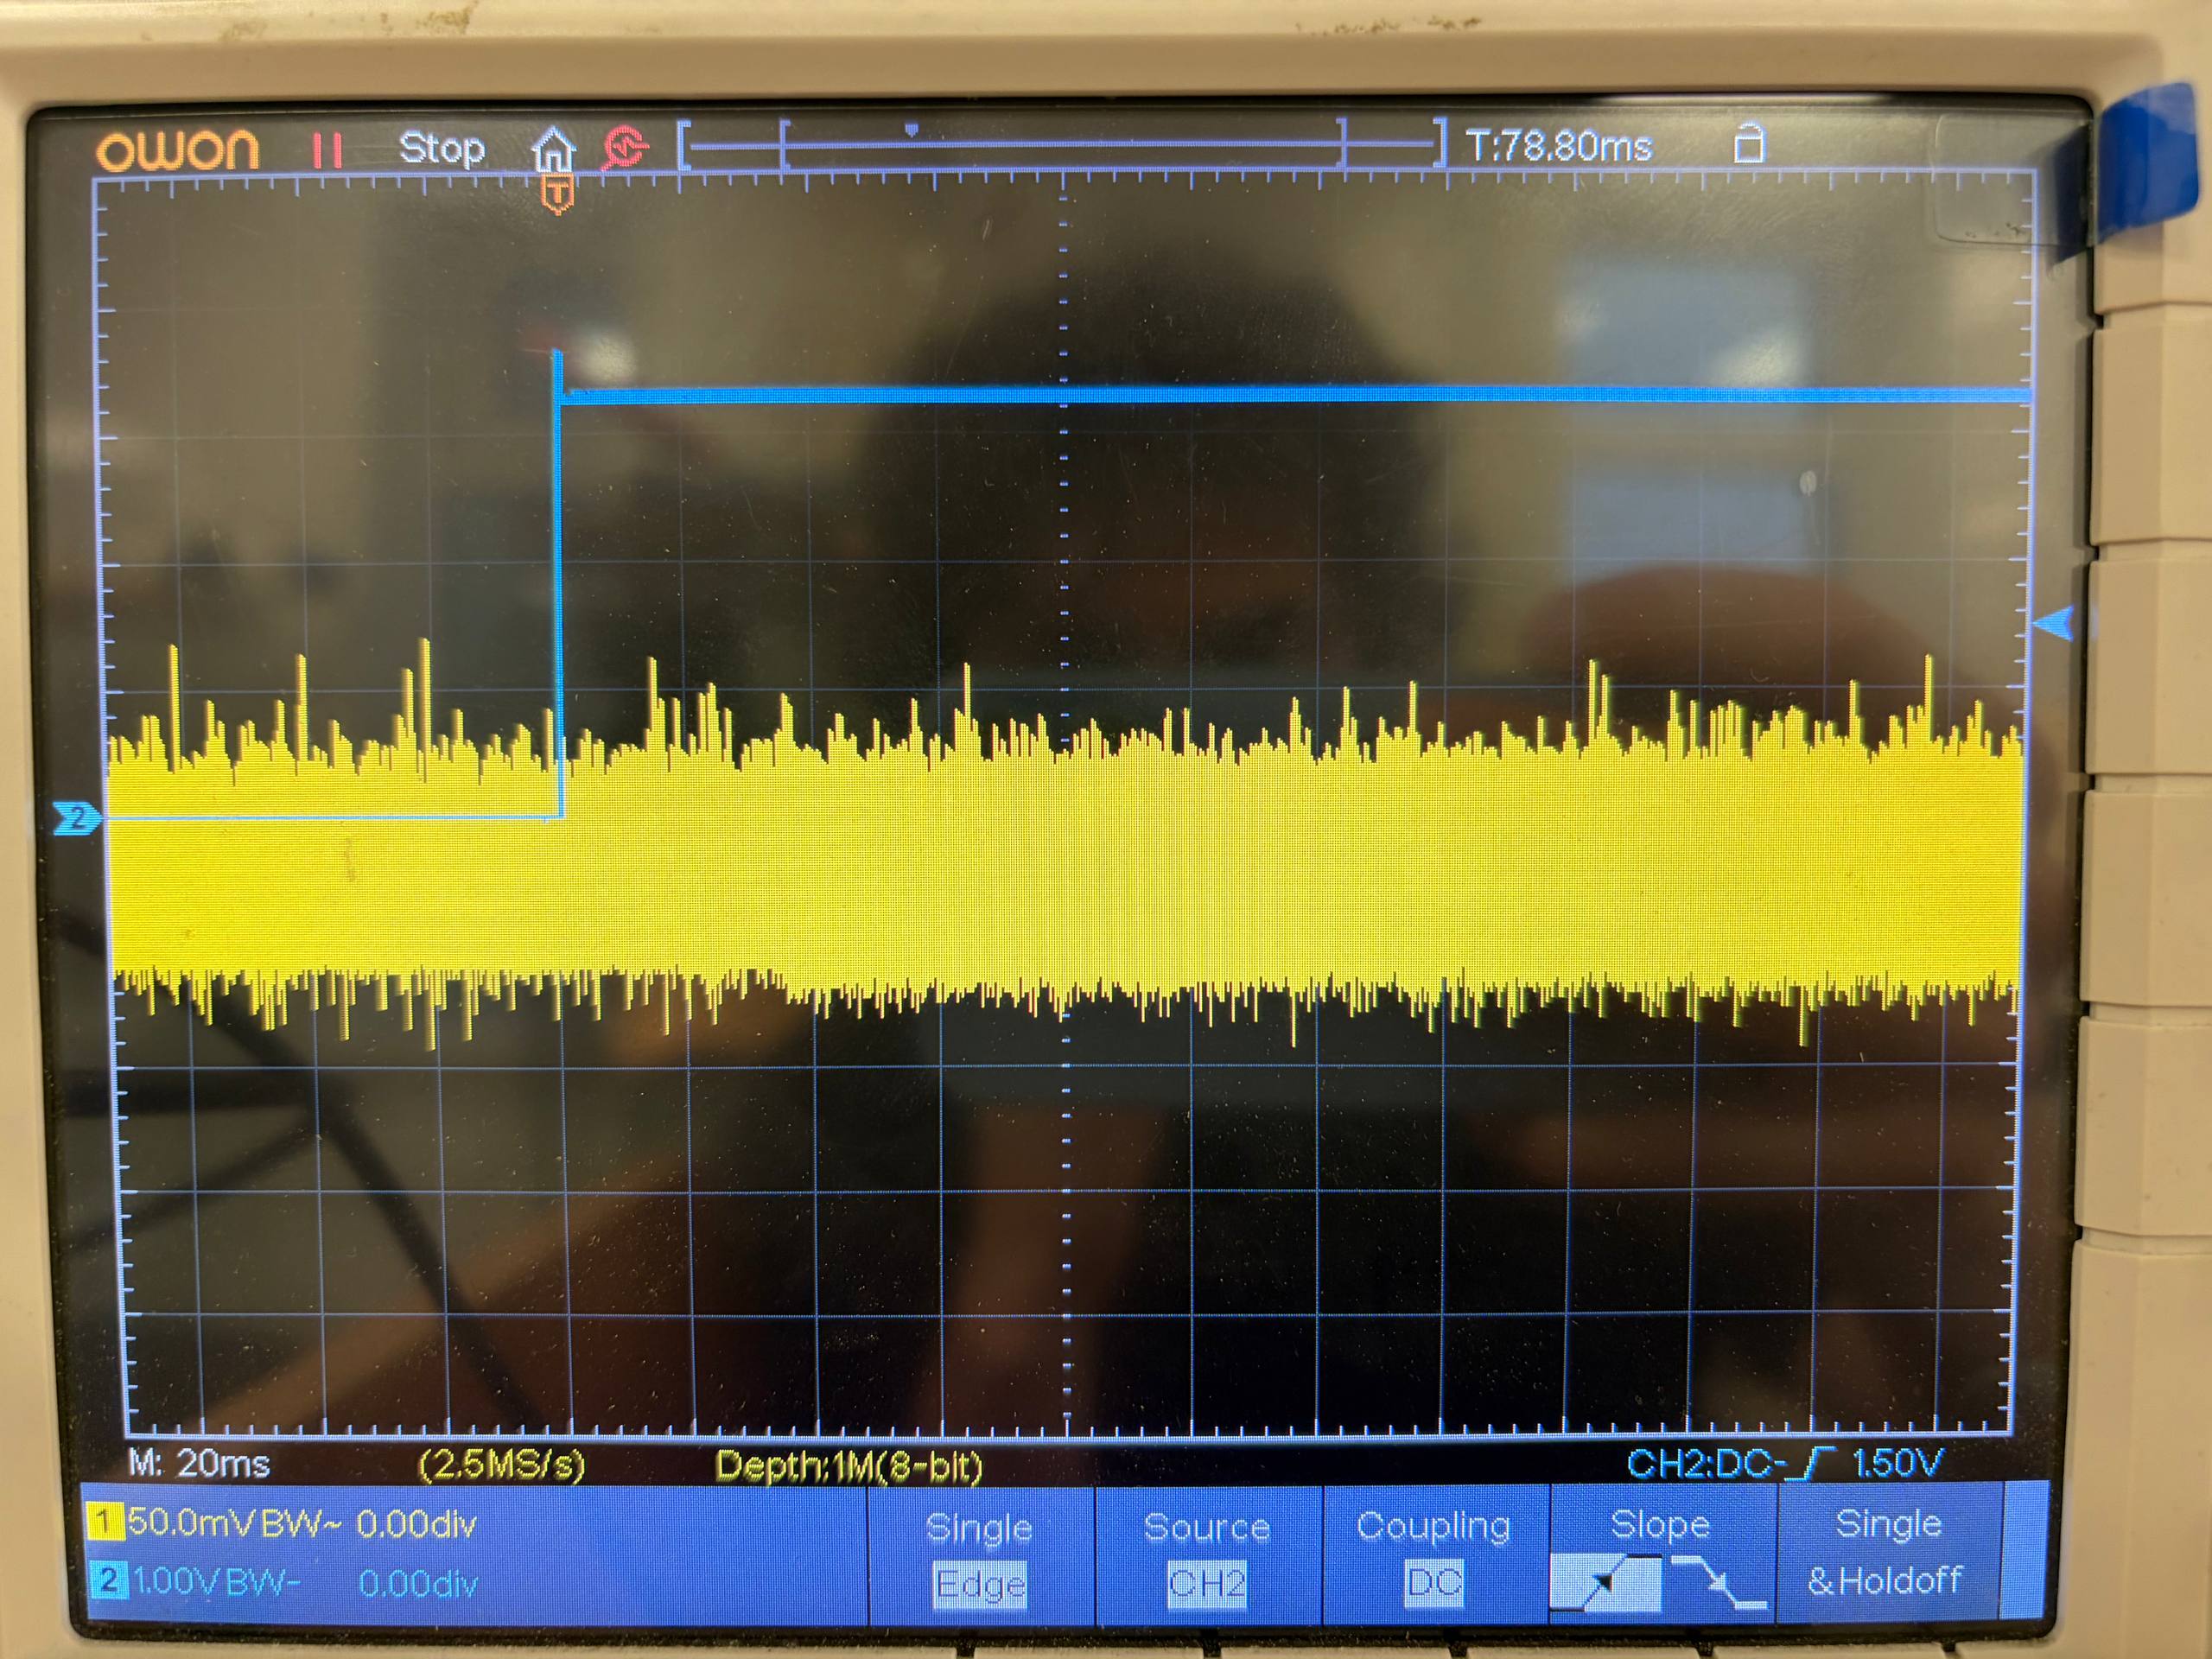 owon Stop T T:78.80ms
2
M: 20ms (2.5MS/s) Depth:1M(8-bit) CH2:DC- 1.50V
1 50.0mV BW~ 0.00div
2 1.00V BW- 0.00div
Single Edge
Source CH2
Coupling DC
Slope
Single &Holdoff